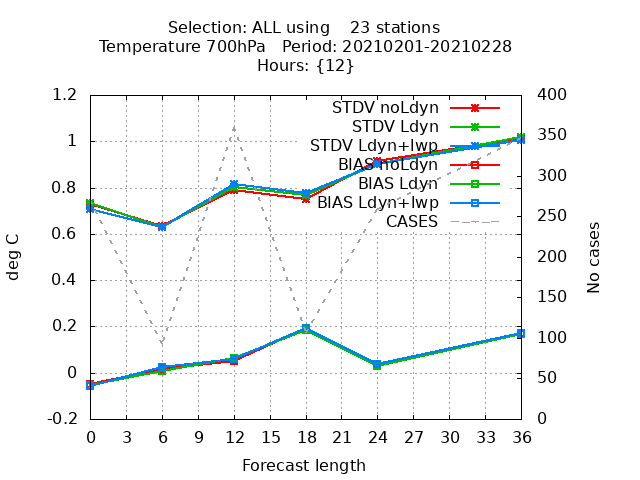 Selection: ALL using 23 stations
Temperature 700hPa Period: 20210201-20210228
Hours: {12}
1.2
1
0.8
0.6
0.4
0.2
0
-0.2
deg C
400
350
300
250
200
150
100
50
0
No cases
STDV noLdyn
STDV Ldyn
STDV Ldyn+lwp
BIAS noLdyn
BIAS Ldyn
BIAS Ldyn+lwp
CASES
0 3 6 9 12 15 18 21 24 27 30 33 36
Forecast length